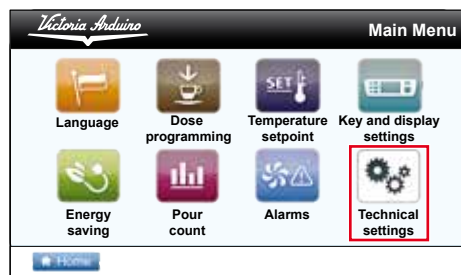 Victoria Arduino
Main Menu
SET
Language
Dose
programming
Temperature
setpoint
Key and display
settings
Energy
saving
Pour
count
Alarms
Technical
settings
Home